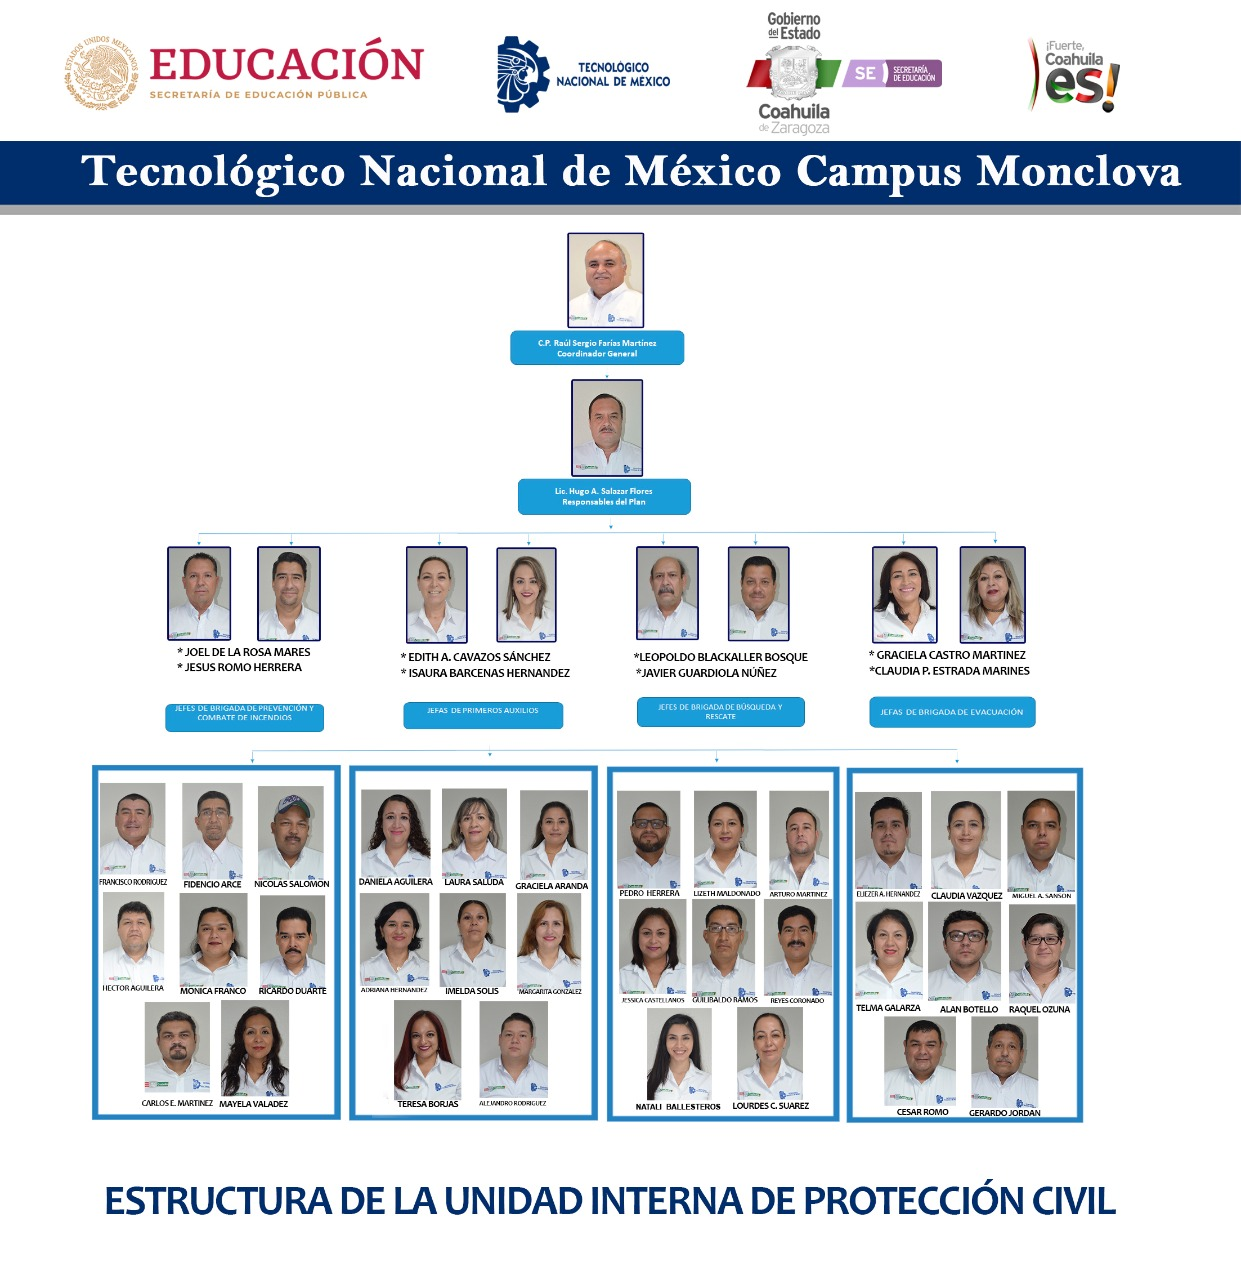 EDUCACIÓN
SECRETARÍA DE EDUCACIÓN PÚBLICA
ESTADOS UNIDOS MEXICANOS
TECNOLÓGICO
NACIONAL DE MÉXICO
Gobierno
del Estado
SE
SECRETARÍA
DE EDUCACIÓN
Coahuila
de Zaragoza
¡Fuerte,
Coahuila
es!
Tecnológico Nacional de México Campus Monclova
C.P. Raúl Sergio Farías Martínez
Coordinador General
Lic. Hugo A. Salazar Flores
Responsables del Plan
* JOEL DE LA ROSA MARES
* JESUS ROMO HERRERA
* EDITH A. CAVAZOS SÁNCHEZ
* ISAURA BARCENAS HERNANDEZ
*LEOPOLDO BLACKALLER BOSQUE
*JAVIER GUARDIOLA NÚÑEZ
* GRACIELA CASTRO MARTINEZ
*CLAUDIA P. ESTRADA MARINES
JEFES DE BRIGADA DE PREVENCIÓN Y
COMBATE DE INCENDIOS
JEFAS DE PRIMEROS AUXILIOS
JEFES DE BRIGADA DE BÚSQUEDA Y
RESCATE
JEFAS DE BRIGADA DE EVACUACIÓN
FRANCISCO RODRIGUEZ FIDENCIO ARCE NICOLAS SALOMON
HECTOR AGUILERA MONICA FRANCO RICARDO DUARTE
CARLOS E. MARTINEZ MAYELA VALADEZ
DANIELA AGUILERA LAURA SALUDA GRACIELA ARANDA
ADRIANA HERNANDEZ IMELDA SOLIS MARGARITA GONZALEZ
TERESA BORJAS ALEJANDRO RODRIGUEZ
PEDRO HERRERA LIZETH MALDONADO ARTURO MARTINEZ
JESSICA CASTELLANOS GUILIBALDO RAMOS REYES CORONADO
NATALI BALLESTEROS LOURDES C. SUAREZ
ELIEZER A. HERNANDEZ CLAUDIA VAZQUEZ MIGUEL A. SANSON
TELMA GALARZA ALAN BOTELLO RAQUEL OZUNA
CESAR ROMO GERARDO JORDAN
ESTRUCTURA DE LA UNIDAD INTERNA DE PROTECCIÓN CIVIL